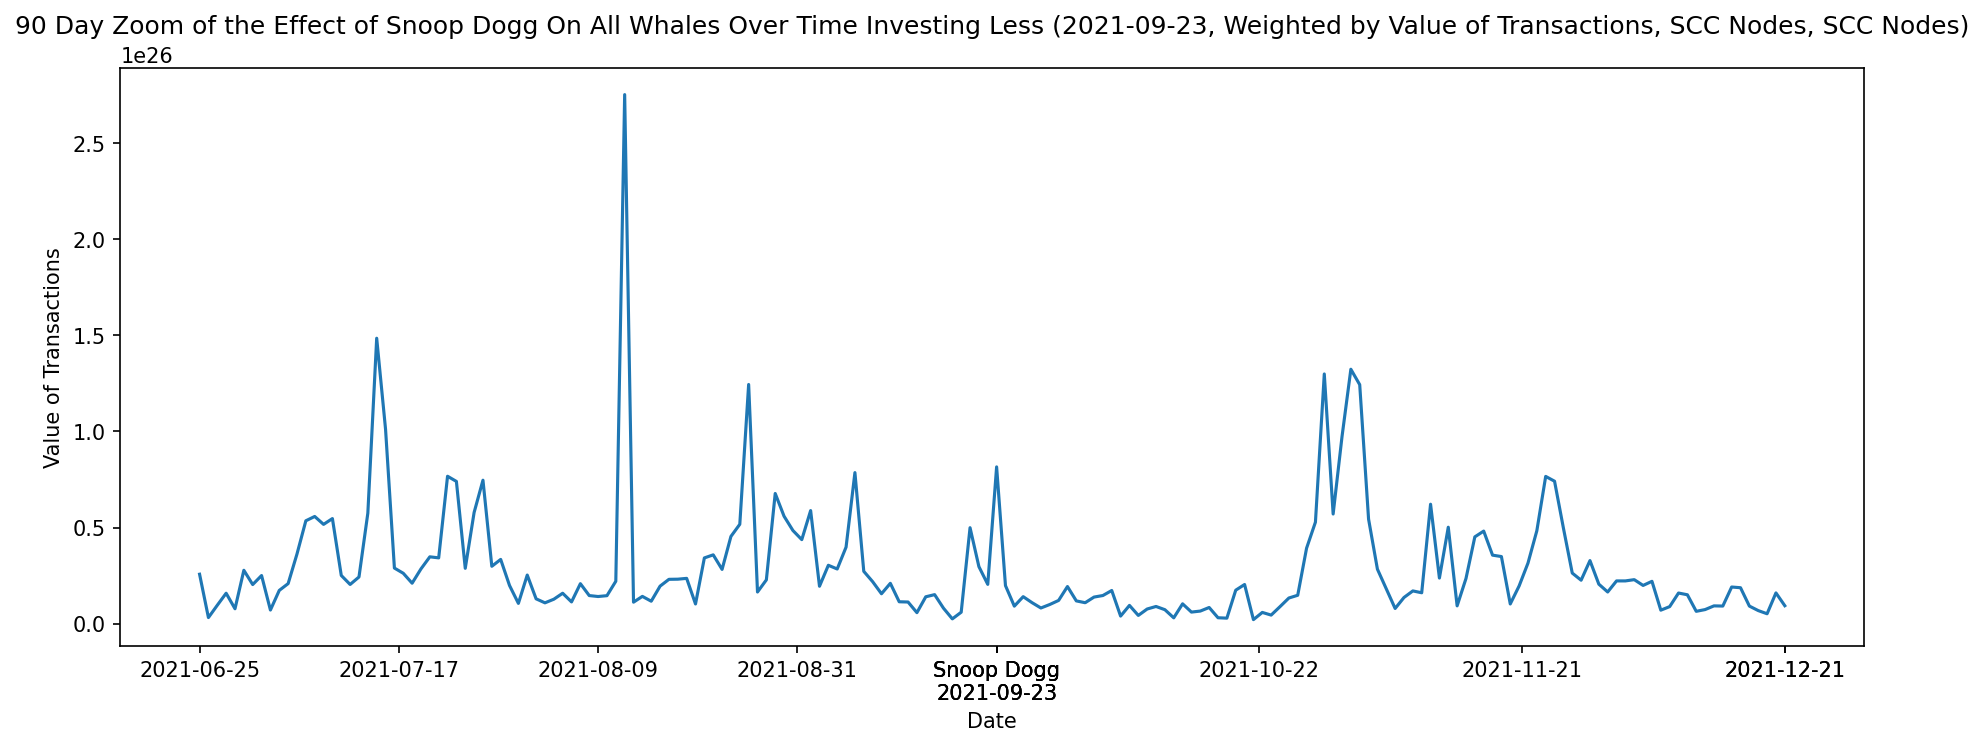 90 Day Zoom of the Effect of Snoop Dogg On All Whales Over Time Investing Less (2021-09-23, Weighted by Value of Transactions, SCC Nodes, SCC Nodes)
1e26
2.5
2.0
1.5
1.0
0.5
0.0
Value of Transactions
2021-06-25 2021-07-17 2021-08-09 2021-08-31 Snoop Dogg 2021-10-22 2021-11-21 2021-12-21
2021-09-23
Date